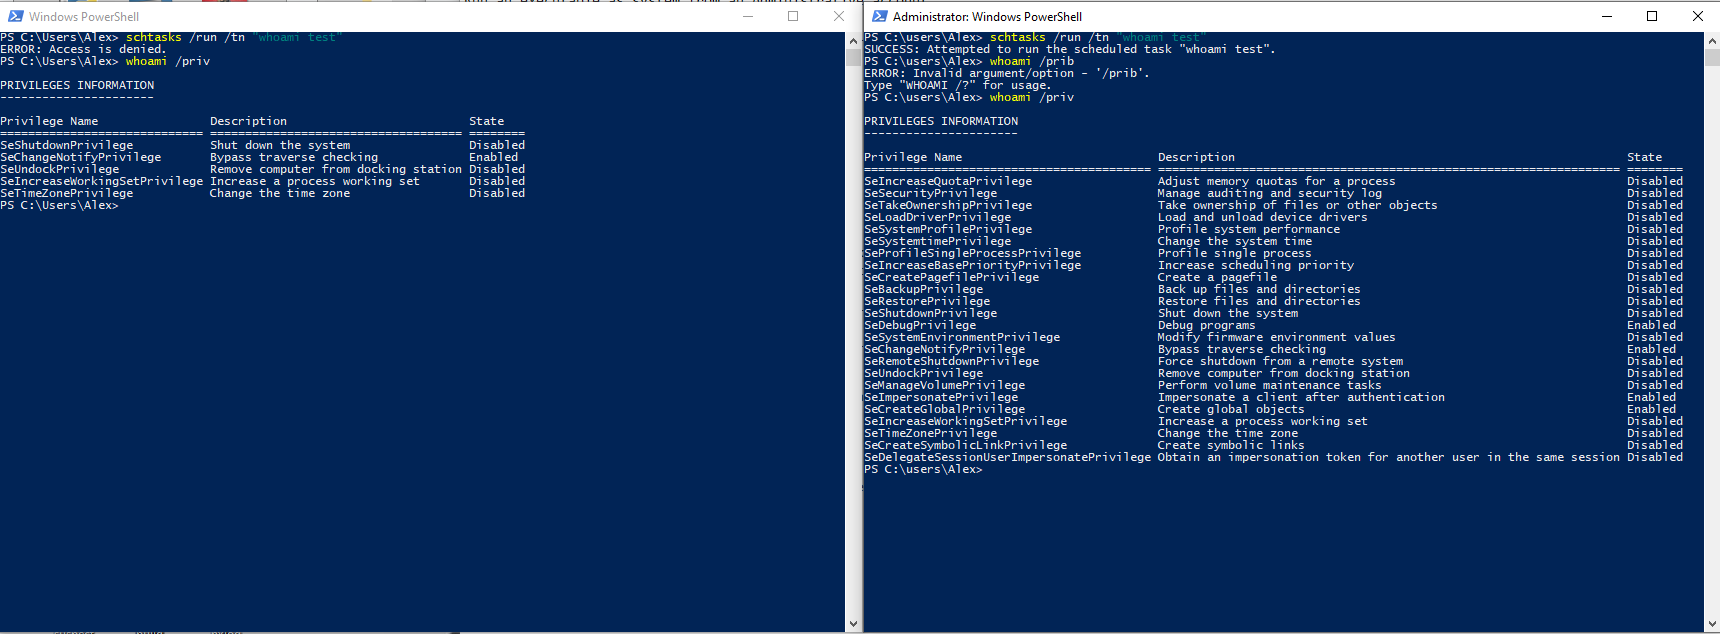 Windows PowerShell
PS C:\Users\Alex> schtasks /run /tn "whoami test"
ERROR: Access is denied.
PS C:\Users\Alex> whoami /priv
PRIVILEGES INFORMATION
----------------------
Privilege Name Description State
============================= ==================================== ========
SeShutdownPrivilege Shut down the system Disabled
SeChangeNotifyPrivilege Bypass traverse checking Enabled
SeUndockPrivilege Remove computer from docking station Disabled
SeIncreaseWorkingSetPrivilege Increase a process working set Disabled
SeTimeZonePrivilege Change the time zone Disabled
PS C:\Users\Alex>
Administrator: Windows PowerShell
PS C:\users\Alex> schtasks /run /tn "whoami test"
SUCCESS: Attempted to run the scheduled task "whoami test".
PS C:\users\Alex> whoami /prib
ERROR: Invalid argument/option - '/prib'.
Type "WHOAMI /?" for usage.
PS C:\users\Alex> whoami /priv
PRIVILEGES INFORMATION
----------------------
Privilege Name Description State
========================================= ================================================================== ========
SeIncreaseQuotaPrivilege Adjust memory quotas for a process Disabled
SeSecurityPrivilege Manage auditing and security log Disabled
SeTakeOwnershipPrivilege Take ownership of files or other objects Disabled
SeLoadDriverPrivilege Load and unload device drivers Disabled
SeSystemProfilePrivilege Profile system performance Disabled
SeSystemtimePrivilege Change the system time Disabled
SeProfileSingleProcessPrivilege Profile single process Disabled
SeIncreaseBasePriorityPrivilege Increase scheduling priority Disabled
SeCreatePagefilePrivilege Create a pagefile Disabled
SeBackupPrivilege Back up files and directories Disabled
SeRestorePrivilege Restore files and directories Disabled
SeShutdownPrivilege Shut down the system Disabled
SeDebugPrivilege Debug programs Enabled
SeSystemEnvironmentPrivilege Modify firmware environment values Disabled
SeChangeNotifyPrivilege Bypass traverse checking Enabled
SeRemoteShutdownPrivilege Force shutdown from a remote system Disabled
SeUndockPrivilege Remove computer from docking station Disabled
SeManageVolumePrivilege Perform volume maintenance tasks Disabled
SeImpersonatePrivilege Impersonate a client after authentication Enabled
SeCreateGlobalPrivilege Create global objects Enabled
SeIncreaseWorkingSetPrivilege Increase a process working set Disabled
SeTimeZonePrivilege Change the time zone Disabled
SeCreateSymbolicLinkPrivilege Create symbolic links Disabled
SeDelegateSessionUserImpersonatePrivilege Obtain an impersonation token for another user in the same session Disabled
PS C:\users\Alex>